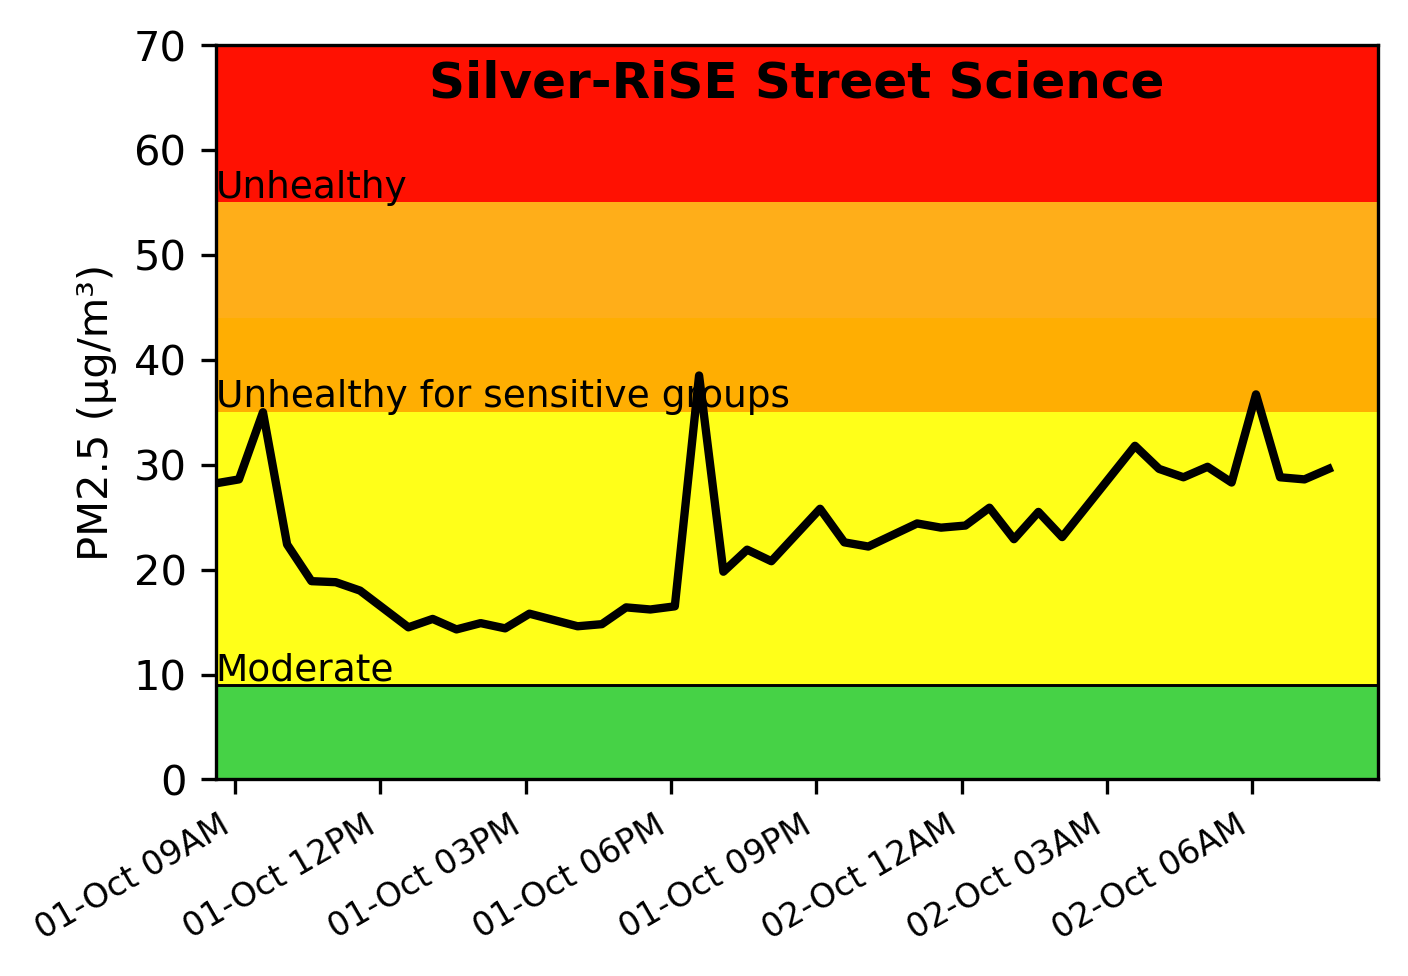 Silver-RiSE Street Science
70
60
Unhealthy
50
40
Unhealthy for sensitive groups
30
20
10
Moderate
0
PM2.5 (µg/m³)
01-Oct 09AM
01-Oct 12PM
01-Oct 03PM
01-Oct 06PM
01-Oct 09PM
02-Oct 12AM
02-Oct 03AM
02-Oct 06AM